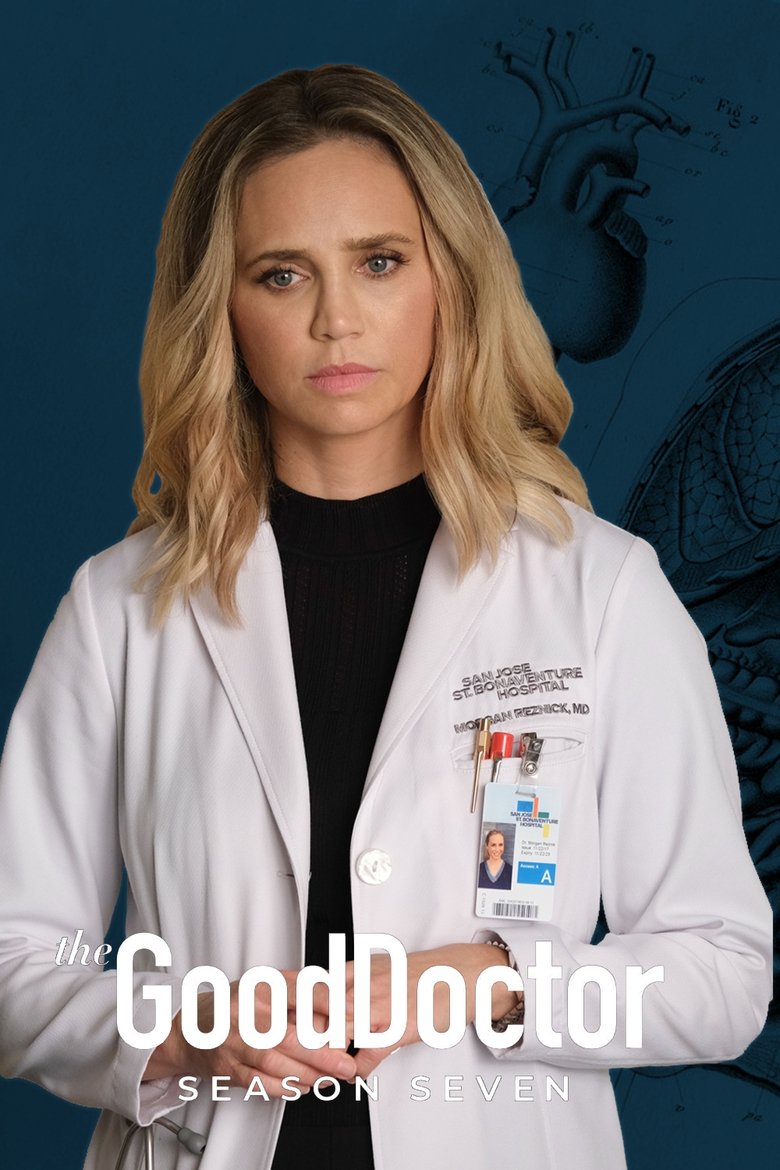 Fig 2
SAN JOSE
ST. BONAVENTURE
HOSPITAL
MORGAN REZNICK, MD
SAN JOSE
ST. BONAVENTURE
HOSPITAL
Dr. Morgan Reznick
A
the
GoodDoctor
SEASON SEVEN